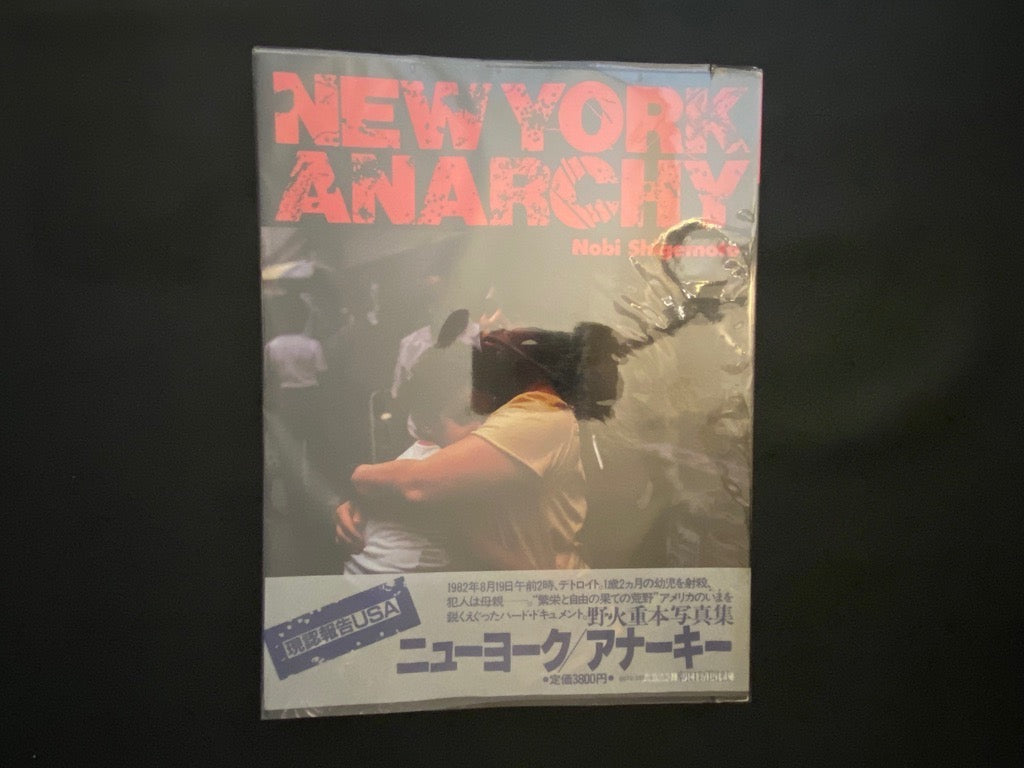 NEW YORK
ANARCHY
Nobi Shigemoto
1982年8月19日午前2時、デトロイト。1歳2ヵ月の幼児を射殺、
犯人は母親――。“繁栄と自由の果ての荒野”アメリカのいまを
鋭くえぐったハード・ドキュメント。野火重本写真集
現認報告USA
ニューヨーク/アナーキー
●定価3800円●